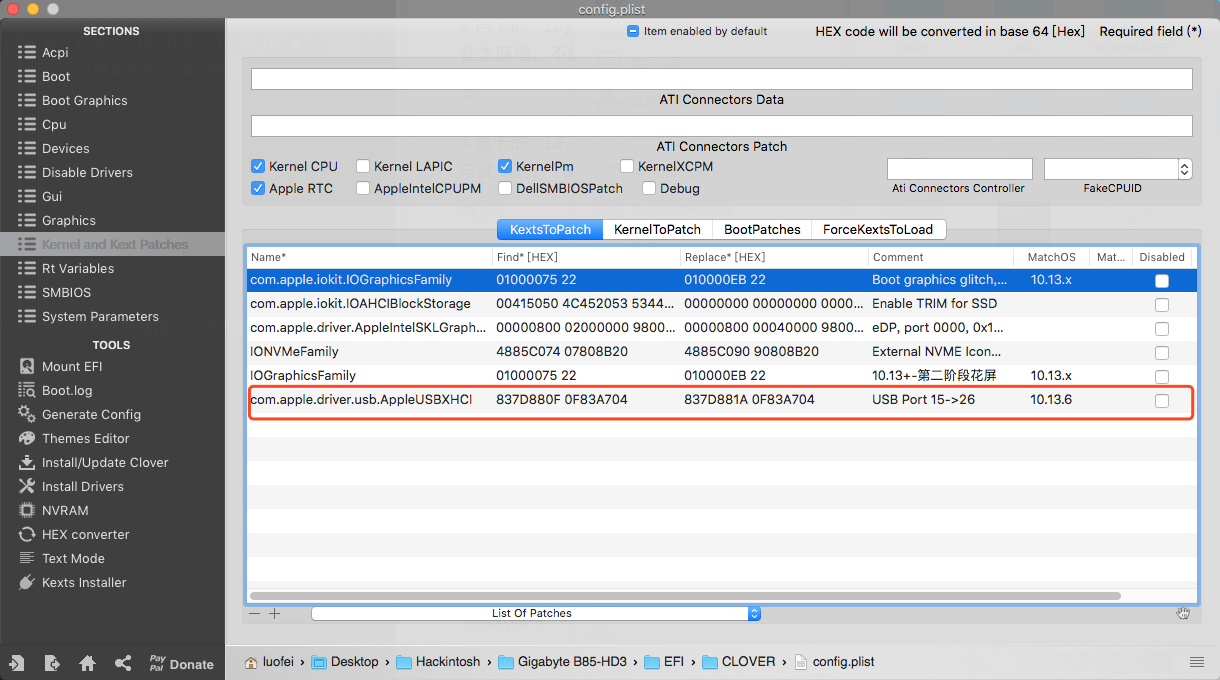 config.plist
SECTIONS
Acpi
Boot
Boot Graphics
Cpu
Devices
Disable Drivers
Gui
Graphics
Kernel and Kext Patches
Rt Variables
SMBIOS
System Parameters
TOOLS
Mount EFI
Boot.log
Generate Config
Themes Editor
Install/Update Clover
Install Drivers
NVRAM
HEX converter
Text Mode
Kexts Installer
Pay Pal Donate
Item enabled by default HEX code will be converted in base 64 [Hex] Required field (*)
ATI Connectors Data
ATI Connectors Patch
Kernel CPU Kernel LAPIC KernelPm KernelXCPM
Apple RTC AppleIntelCPUPM DellSMBIOSPatch Debug
Ati Connectors Controller FakeCPUID
KextsToPatch KernelToPatch BootPatches ForceKextsToLoad
Name* Find* [HEX] Replace* [HEX] Comment MatchOS Mat... Disabled
com.apple.iokit.IOGraphicsFamily 01000075 22 010000EB 22 Boot graphics glitch,... 10.13.x
com.apple.iokit.IOAHCIBlockStorage 00415050 4C452053 5344... 00000000 00000000 0000... Enable TRIM for SSD
com.apple.driver.AppleIntelSKLGraph... 00000800 02000000 9800... 00000800 00040000 9800... eDP, port 0000, 0x1...
IONVMeFamily 4885C074 07808B20 4885C090 90808B20 External NVME Icon...
IOGraphicsFamily 01000075 22 010000EB 22 10.13+-第二阶段花屏 10.13.x
com.apple.driver.usb.AppleUSBXHCI 837D880F 0F83A704 837D881A 0F83A704 USB Port 15->26 10.13.6
List Of Patches
luofei › Desktop › Hackintosh › Gigabyte B85-HD3 › EFI › CLOVER › config.plist